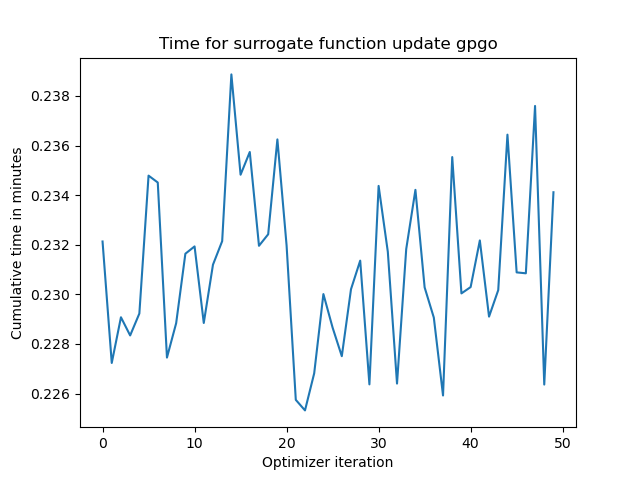 Time for surrogate function update gpgo
Cumulative time in minutes
0.238
0.236
0.234
0.232
0.230
0.228
0.226
0 10 20 30 40 50
Optimizer iteration